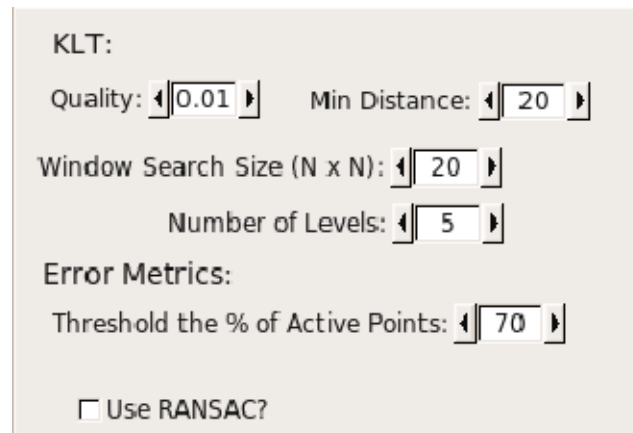 KLT:
Quality: 0.01 Min Distance: 20
Window Search Size (N x N): 20
Number of Levels: 5
Error Metrics:
Threshold the % of Active Points: 70
Use RANSAC?